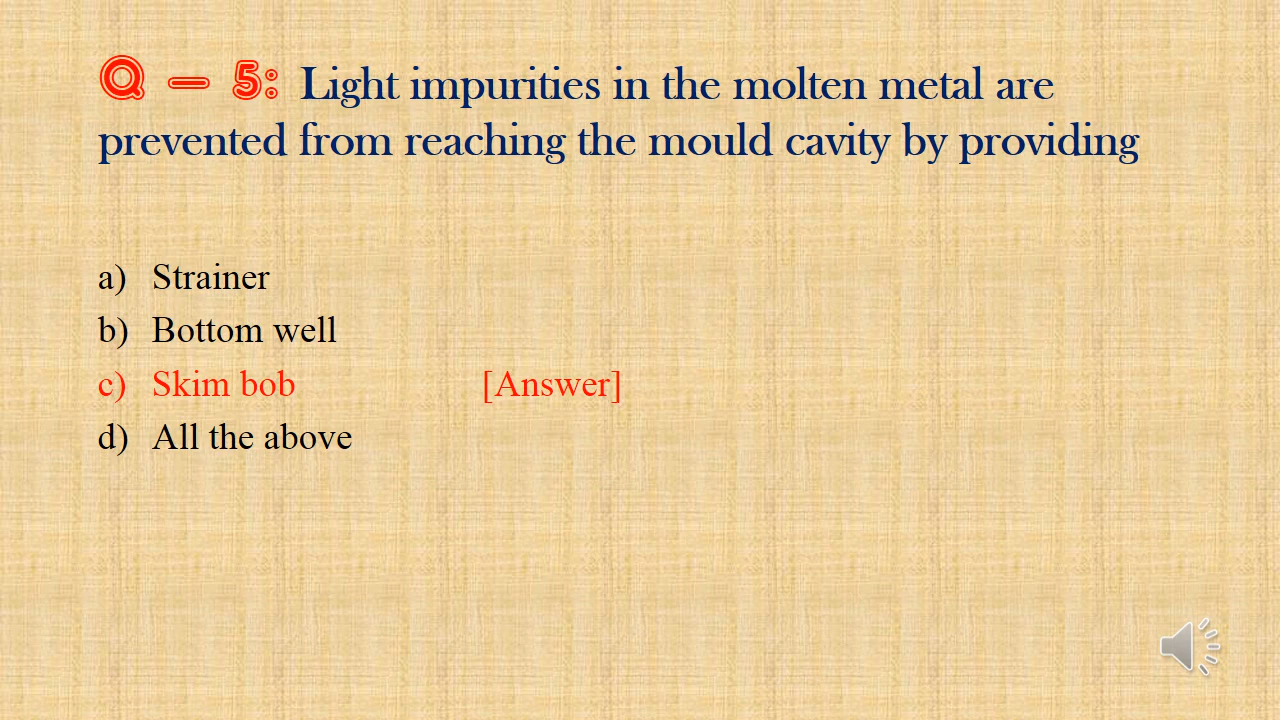 Q – 5: Light impurities in the molten metal are
prevented from reaching the mould cavity by providing
a) Strainer
b) Bottom well
c) Skim bob [Answer]
d) All the above